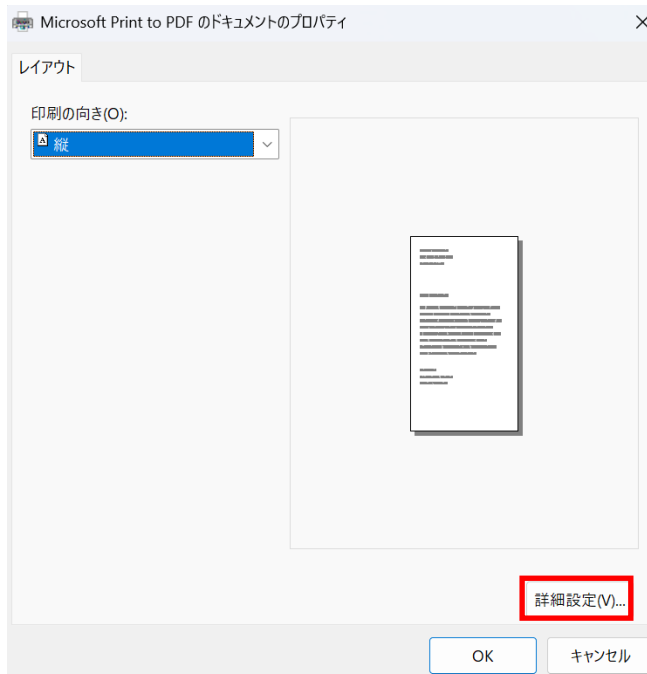 Microsoft Print to PDF のドキュメントのプロパティ
レイアウト
印刷の向き(O):
縦
詳細設定(V)...
OK
キャンセル